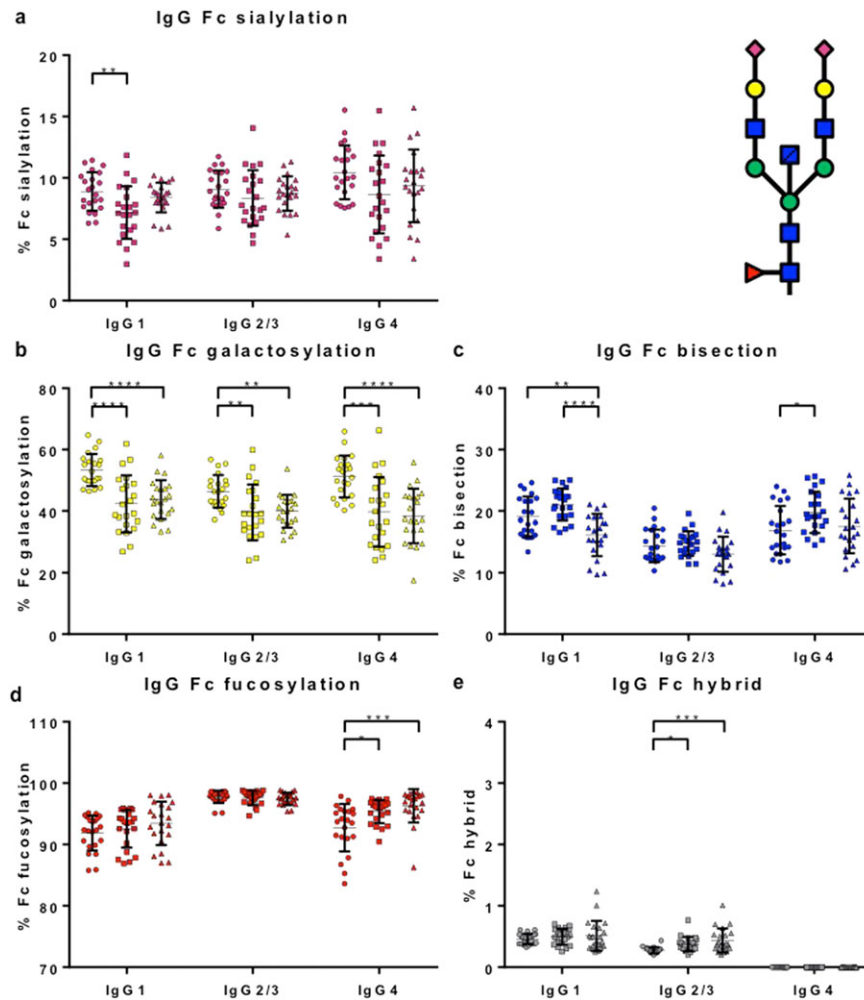 a IgG Fc sialylation
20
**
15
10
5
0
% Fc sialylation
IgG 1 IgG 2/3 IgG 4
b IgG Fc galactosylation
80
**** ** ****
**** ** ***
60
40
20
0
% Fc galactosylation
IgG 1 IgG 2/3 IgG 4
c IgG Fc bisection
40
** *
****
30
20
10
0
% Fc bisection
IgG 1 IgG 2/3 IgG 4
d IgG Fc fucosylation
110
***
*
100
90
80
70
% Fc fucosylation
IgG 1 IgG 2/3 IgG 4
e IgG Fc hybrid
4
***
*
3
2
1
0
% Fc hybrid
IgG 1 IgG 2/3 IgG 4